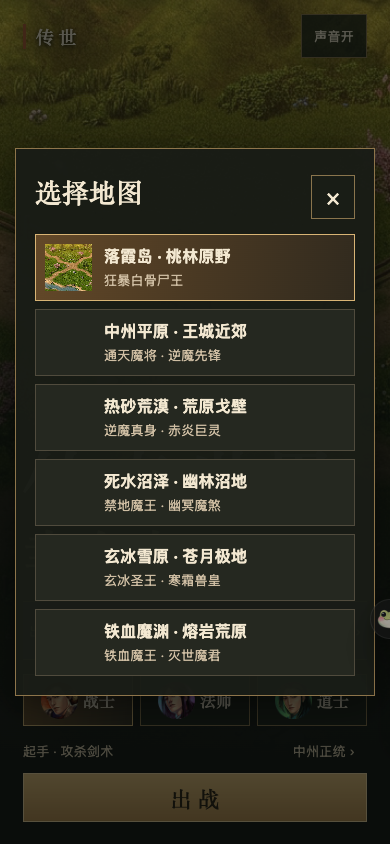 传世
声音开
选择地图
×
落霞岛 · 桃林原野
狂暴白骨尸王
中州平原 · 王城近郊
通天魔将 · 逆魔先锋
热砂荒漠 · 荒原戈壁
逆魔真身 · 赤炎巨灵
死水沼泽 · 幽林沼地
禁地魔王 · 幽冥魔煞
玄冰雪原 · 苍月极地
玄冰圣王 · 寒霜兽皇
铁血魔渊 · 熔岩荒原
铁血魔王 · 灭世魔君
战士
法师
道士
起手 · 攻杀剑术
中州正统 ›
出战